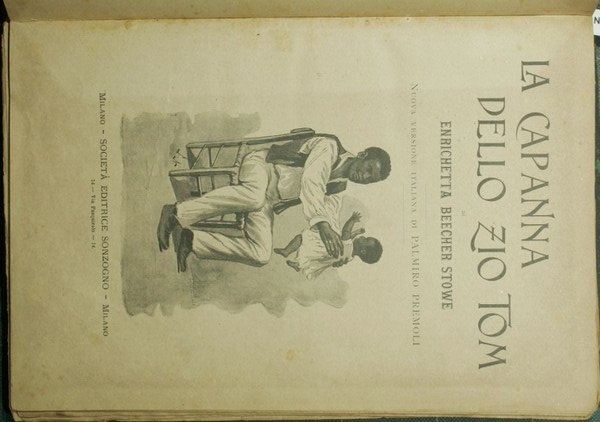 LA CAPANNA
DELLO ZIO TOM
DI
ENRICHETTA BEECHER STOWE
NUOVA VERSIONE ITALIANA DI PALMIRO PREMOLI
MILANO – SOCIETÀ EDITRICE SONZOGNO – MILANO
14 – Via Pasquirolo – 14
N